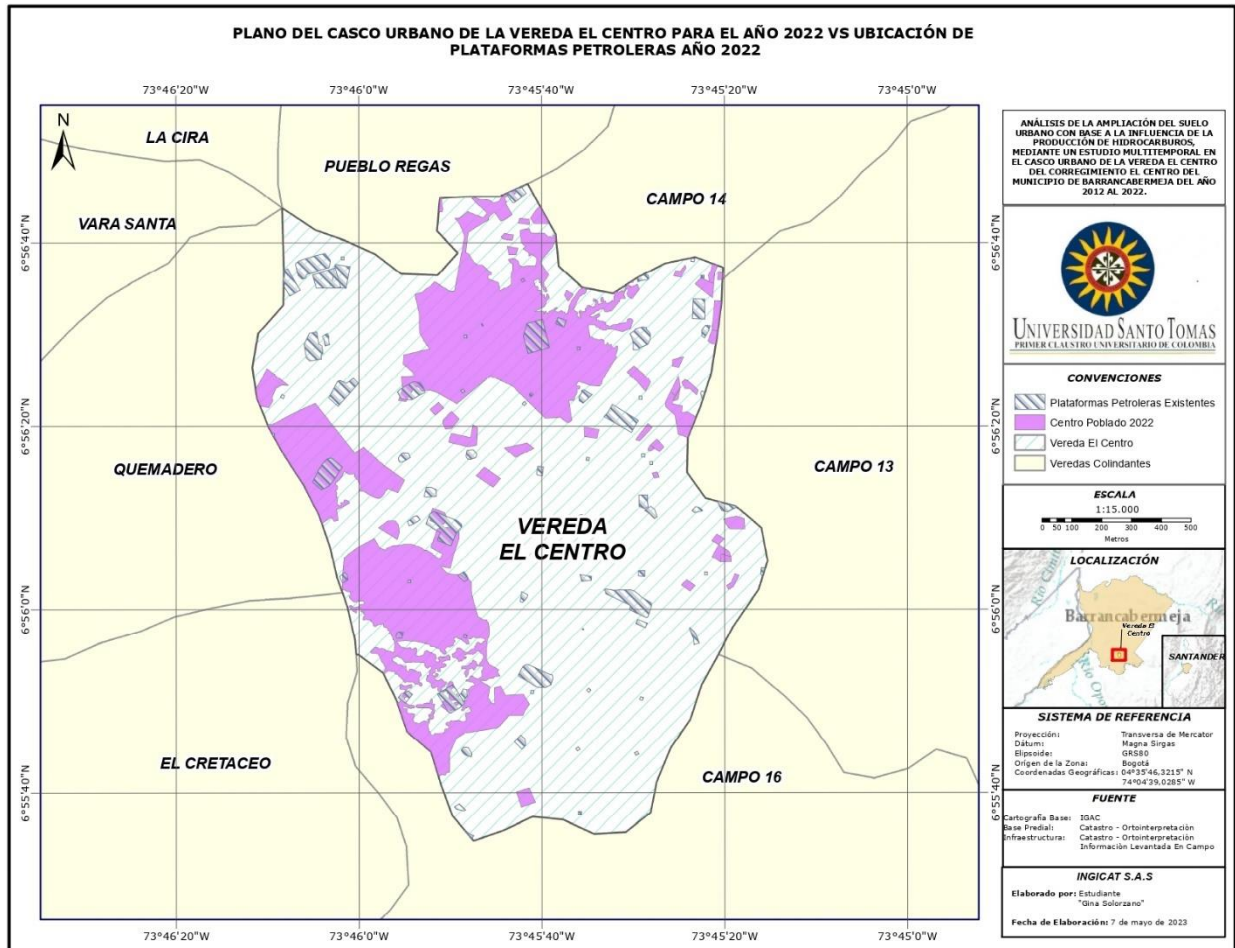 PLANO DEL CASCO URBANO DE LA VEREDA EL CENTRO PARA EL AÑO 2022 VS UBICACIÓN DE
PLATAFORMAS PETROLERAS AÑO 2022
73°46'20"W
73°46'0"W
73°45'40"W
73°45'20"W
73°45'0"W
N
LA CIRA
PUEBLO REGAS
CAMPO 14
VARA SANTA
6°56'40"N
6°56'40"N
6°56'20"N
6°56'20"N
QUEMADERO
CAMPO 13
VEREDA
EL CENTRO
6°56'0"N
6°56'0"N
EL CRETACEO
CAMPO 16
6°55'40"N
6°55'40"N
73°46'20"W
73°46'0"W
73°45'40"W
73°45'20"W
73°45'0"W
ANÁLISIS DE LA AMPLIACIÓN DEL SUELO
URBANO CON BASE A LA INFLUENCIA DE LA
PRODUCCIÓN DE HIDROCARBUROS,
MEDIANTE UN ESTUDIO MULTITEMPORAL EN
EL CASCO URBANO DE LA VEREDA EL CENTRO
DEL CORREGIMIENTO EL CENTRO DEL
MUNICIPIO DE BARRANCABERMEJA DEL AÑO
2012 AL 2022.
UNIVERSIDAD SANTO TOMAS
PRIMER CLAUSTRO UNIVERSITARIO DE COLOMBIA
CONVENCIONES
Plataformas Petroleras Existentes
Centro Poblado 2022
Vereda El Centro
Veredas Colindantes
ESCALA
1:15.000
0 50 100 200 300 400 500
Metros
LOCALIZACIÓN
Barrancabermeja
Vereda El
Centro
SANTANDER
SISTEMA DE REFERENCIA
Proyección: Transversa de Mercator
Dátum: Magna Sirgas
Elipsoide: GRS80
Orígen de la Zona: Bogotá
Coordenadas Geográficas: 04°35'46,3215" N
74°04'39,0285" W
FUENTE
Cartografía Base: IGAC
Base Predial: Catastro - Ortointerpretación
Infraestructura: Catastro - Ortointerpretación
Información Levantada En Campo
INGICAT S.A.S
Elaborado por: Estudiante
"Gina Solorzano"
Fecha de Elaboración: 7 de mayo de 2023